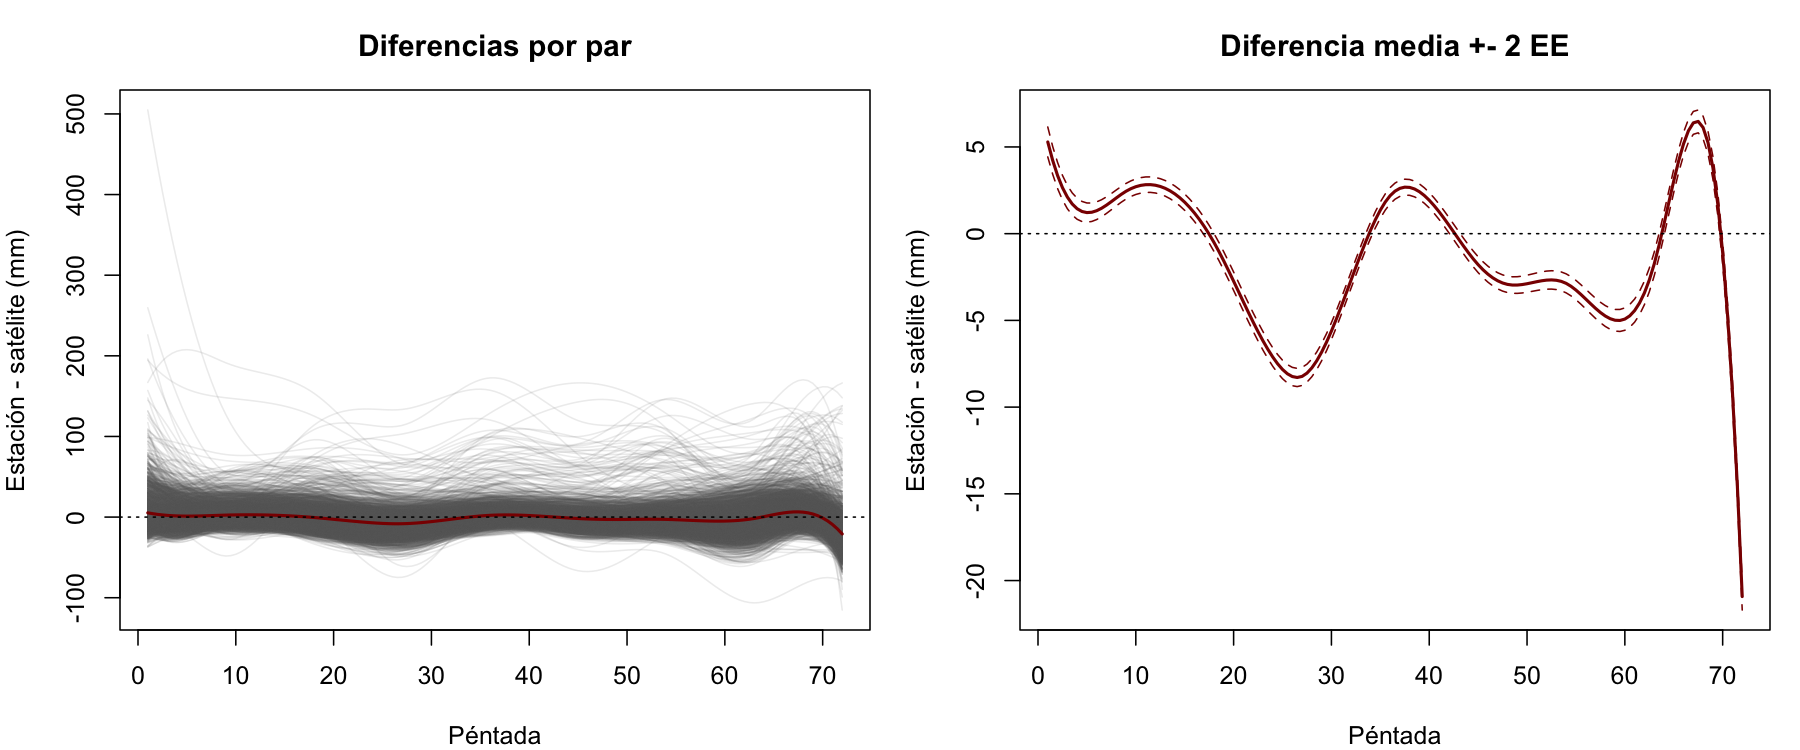 Diferencias por par
Estación - satélite (mm)
500
400
300
200
100
0
-100
0 10 20 30 40 50 60 70
Péntada
Diferencia media +- 2 EE
Estación - satélite (mm)
5
0
-5
-10
-15
-20
0 10 20 30 40 50 60 70
Péntada